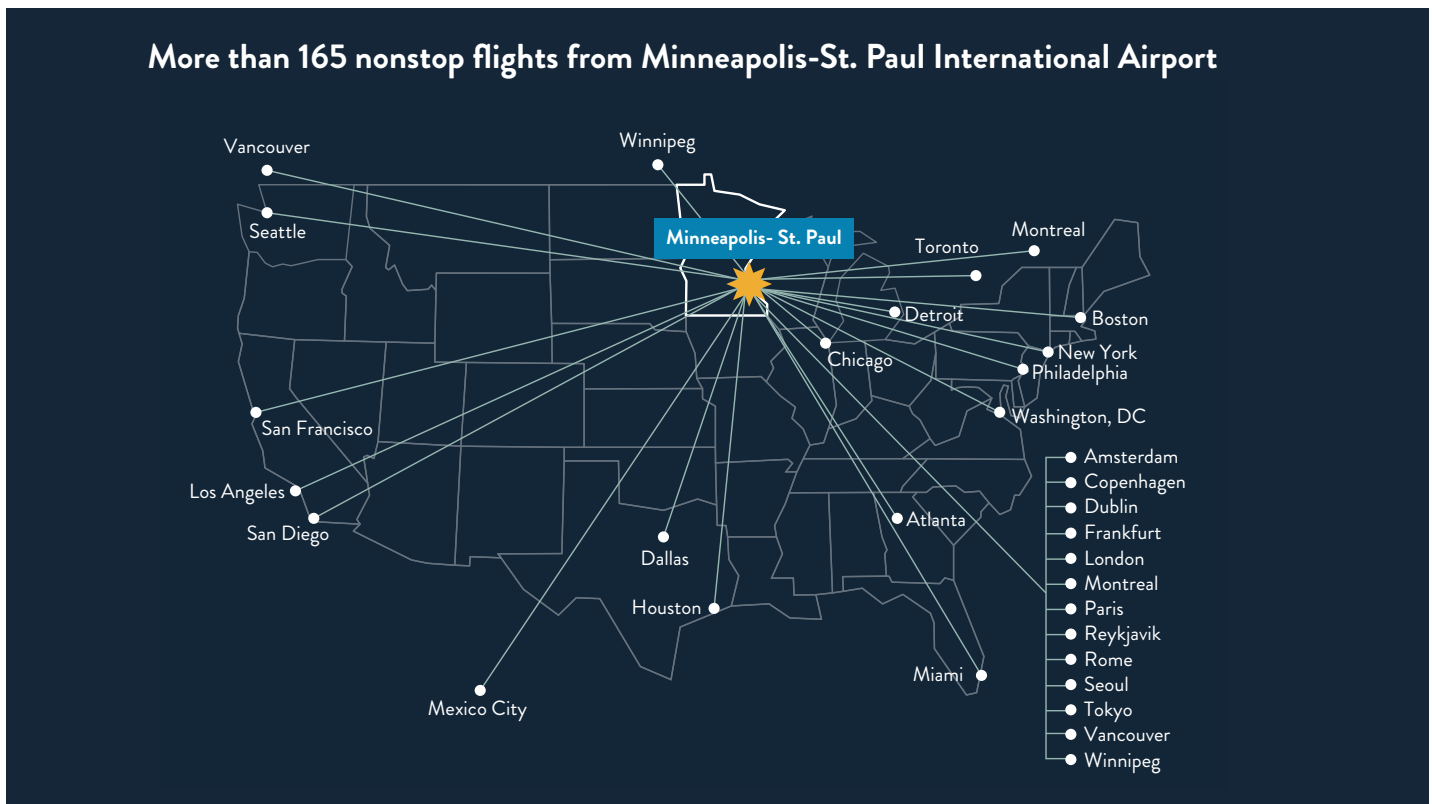 More than 165 nonstop flights from Minneapolis-St. Paul International Airport
Vancouver
Winnipeg
Seattle
Minneapolis- St. Paul
Toronto
Montreal
Detroit
Boston
Chicago
New York
Philadelphia
San Francisco
Washington, DC
Los Angeles
San Diego
Dallas
Houston
Atlanta
Miami
Mexico City
Amsterdam
Copenhagen
Dublin
Frankfurt
London
Montreal
Paris
Reykjavik
Rome
Seoul
Tokyo
Vancouver
Winnipeg